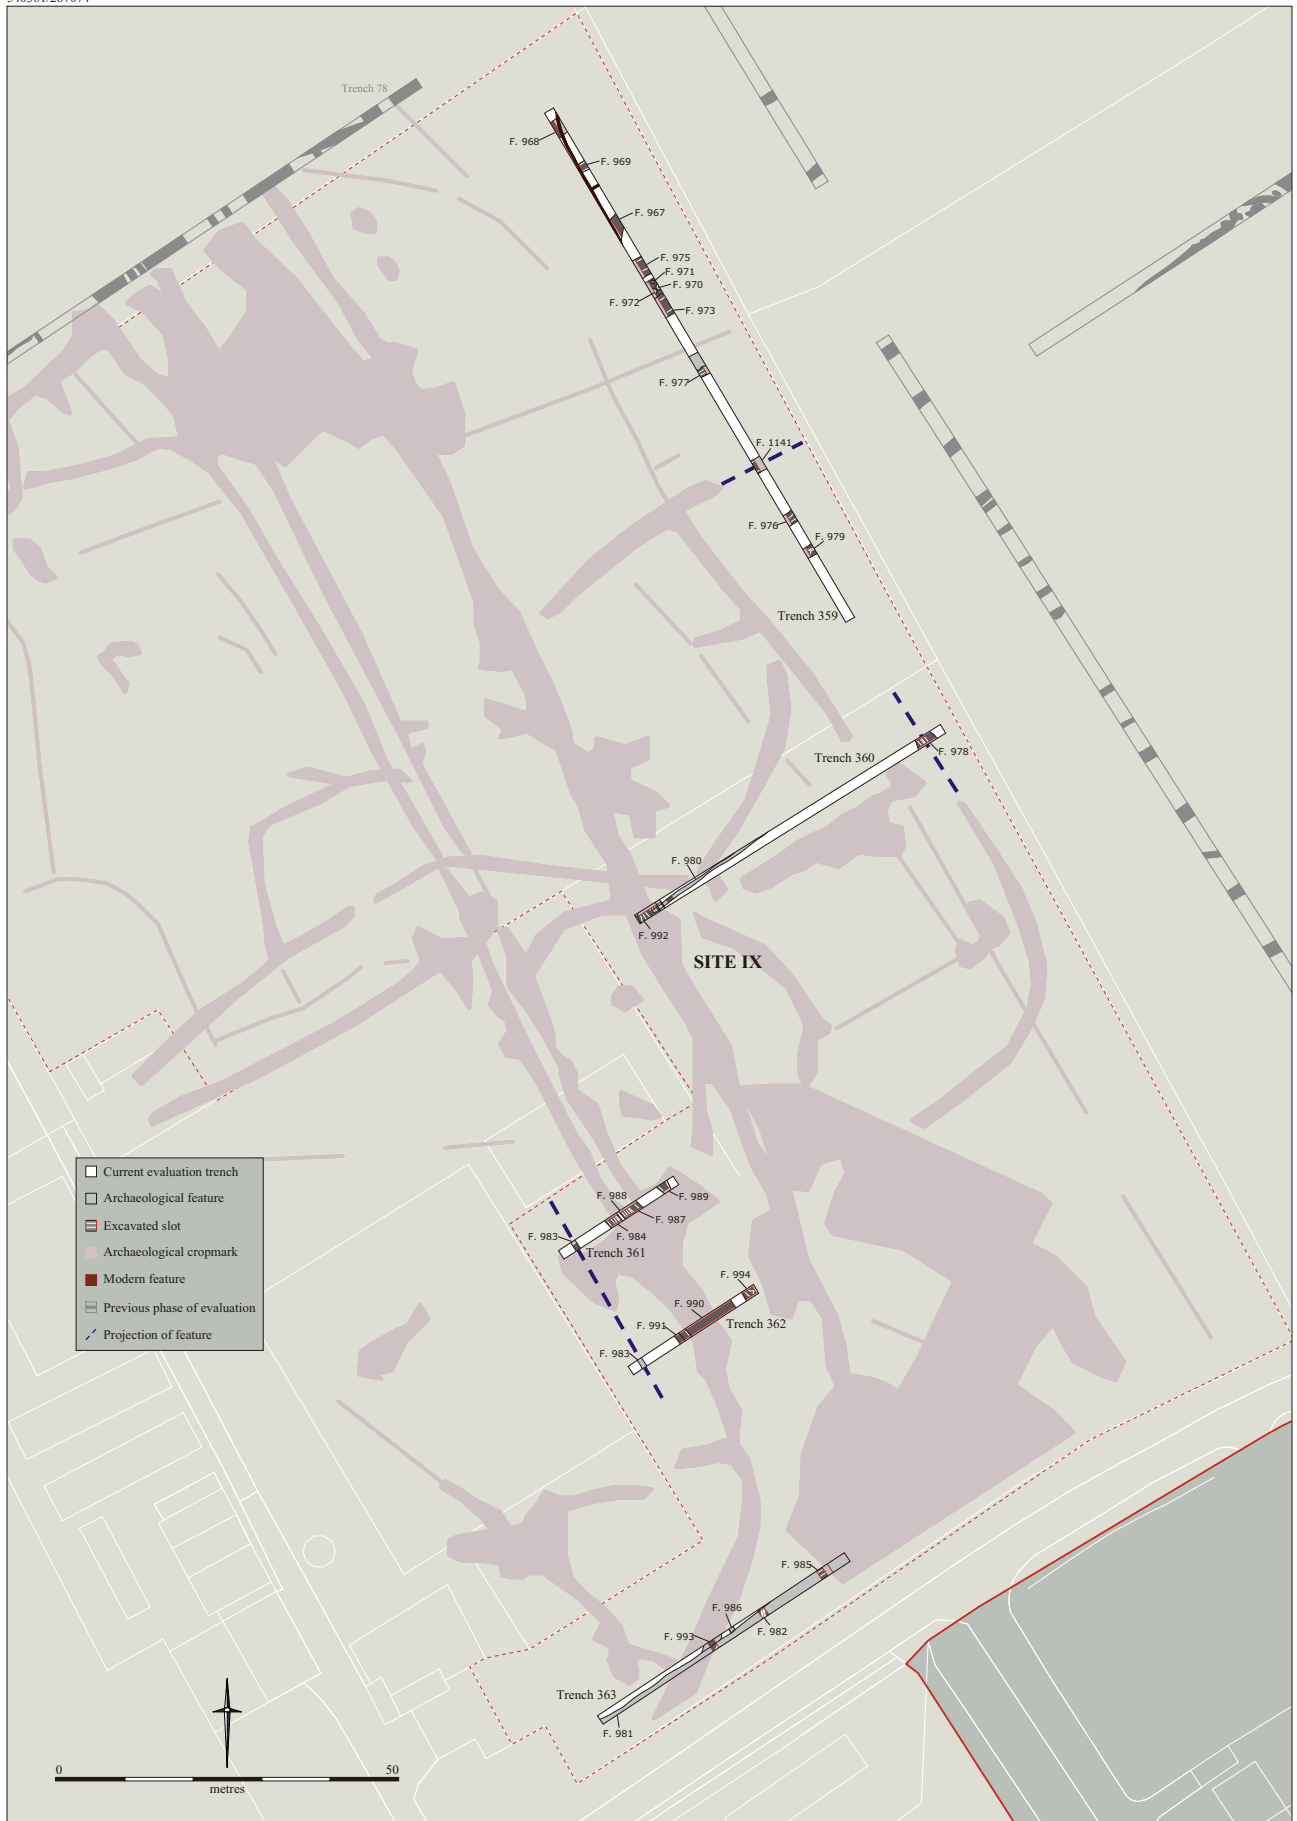 Trench 78
F. 968
F. 969
F. 967
F. 975
F. 971
F. 970
F. 972
F. 973
F. 977
F. 1141
F. 976
F. 979
Trench 359
Trench 360
F. 978
F. 980
F. 992
SITE IX
F. 988
F. 989
F. 987
F. 983
F. 984
Trench 361
F. 994
F. 990
F. 991
Trench 362
F. 983
Current evaluation trench
Archaeological feature
Excavated slot
Archaeological cropmark
Modern feature
Previous phase of evaluation
Projection of feature
F. 985
F. 986
F. 982
F. 993
Trench 363
F. 981
0 50
metres